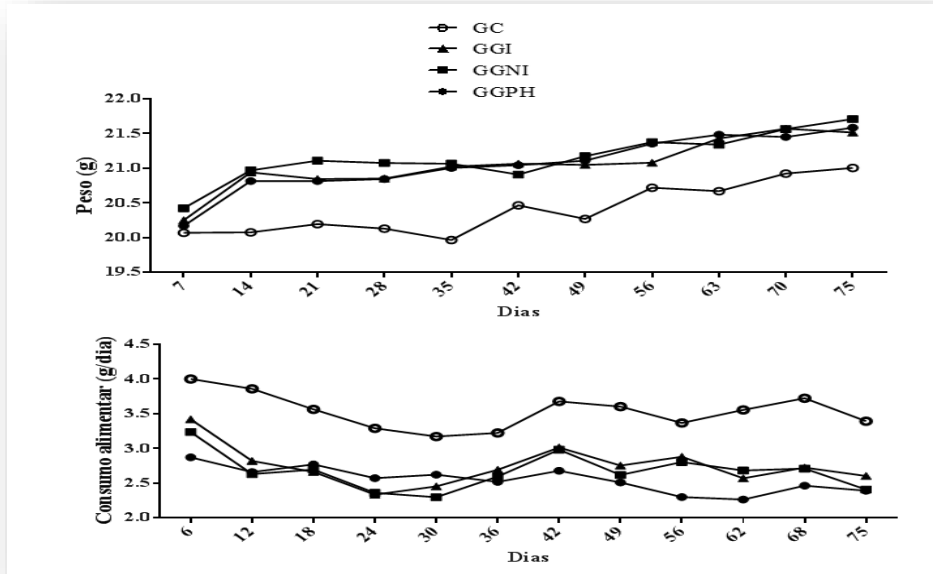 GC
GGI
GGNI
GGPH
Peso (g)
22.0
21.5
21.0
20.5
20.0
19.5
7 14 21 28 35 42 49 56 63 70 75
Dias
Consumo alimentar (g/dia)
4.5
4.0
3.5
3.0
2.5
2.0
6 12 18 24 30 36 42 49 56 62 68 75
Dias